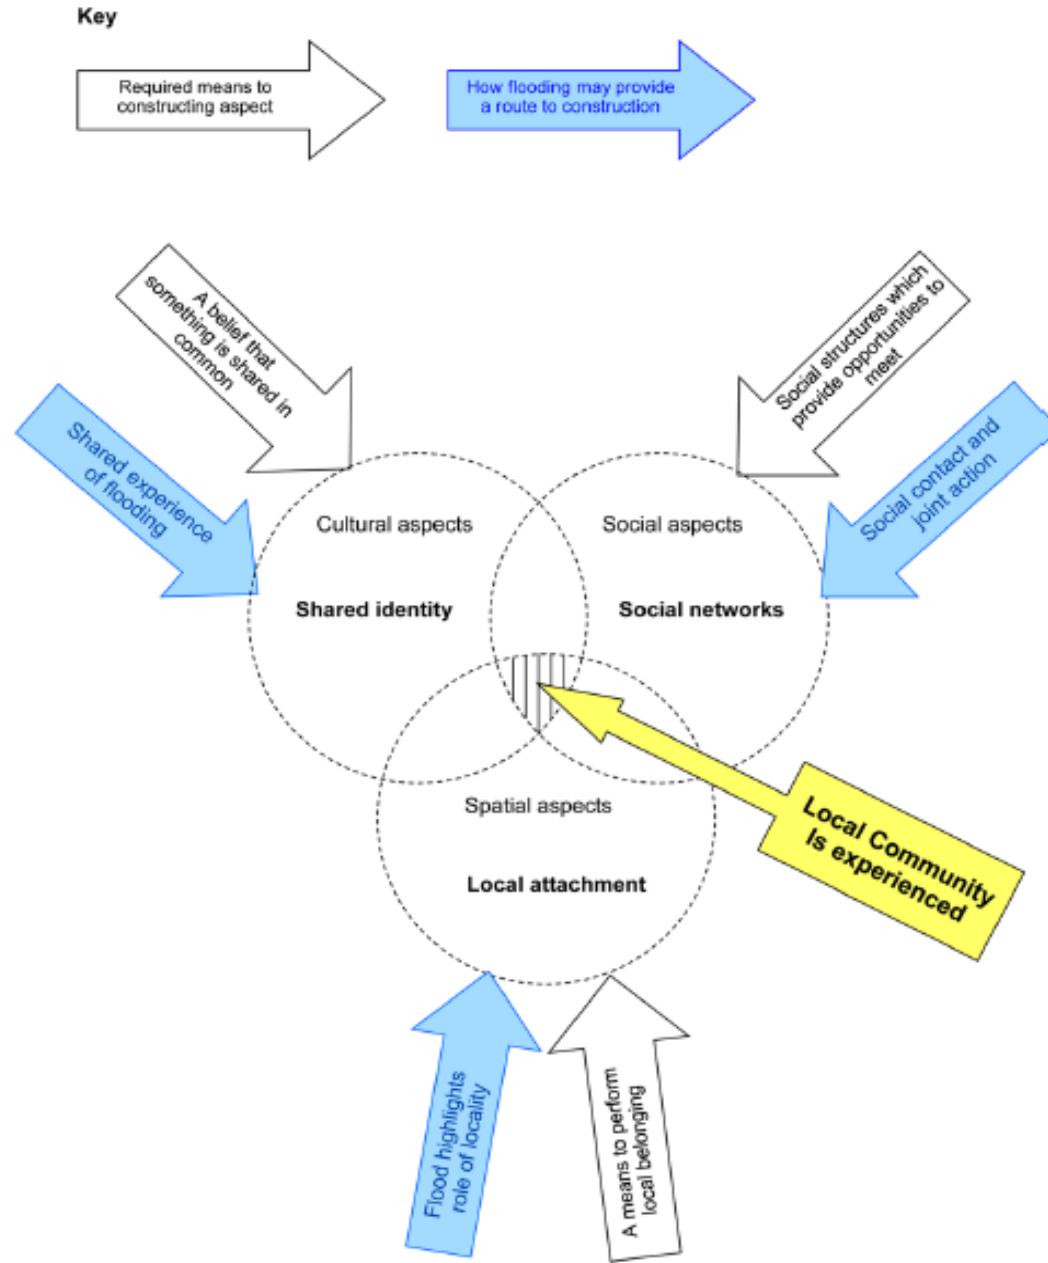 Key
Required means to
constructing aspect
How flooding may provide
a route to construction
A belief that
something is shared in
common
Social structures which
provide opportunities to
meet
Shared experience
of flooding
Social contact and
joint action
Cultural aspects
Social aspects
Shared identity
Social networks
Spatial aspects
Local attachment
Local Community
Is experienced
Flood highlights
role of locality
A means to perform
local belonging